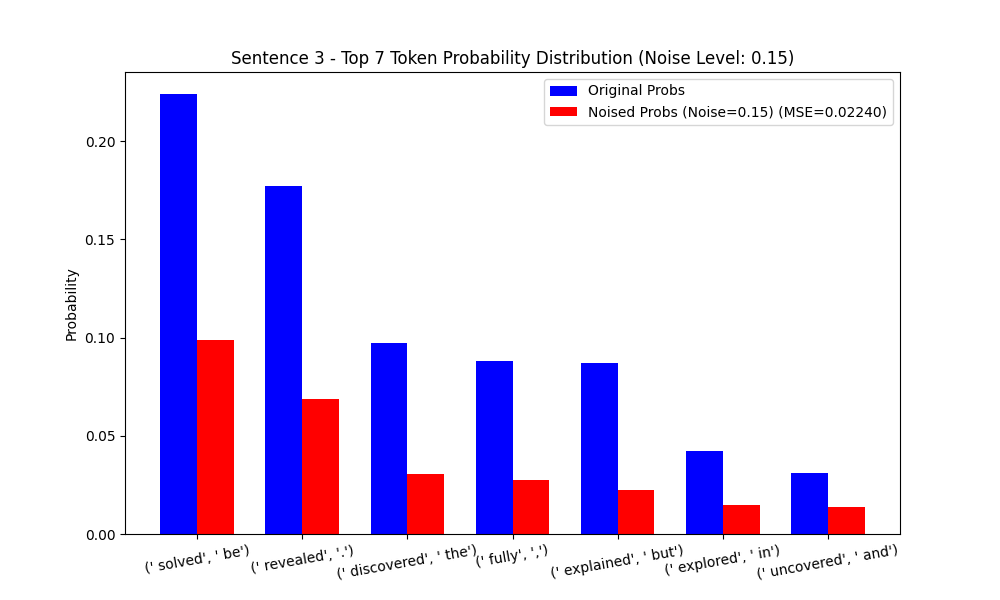 Sentence 3 - Top 7 Token Probability Distribution (Noise Level: 0.15)
Original Probs
Noised Probs (Noise=0.15) (MSE=0.02240)
Probability
0.20
0.15
0.10
0.05
0.00
(' solved', ' be')
(' revealed', '.')
(' discovered', ' the')
(' fully', ',')
(' explained', ' but')
(' explored', ' in')
(' uncovered', ' and')